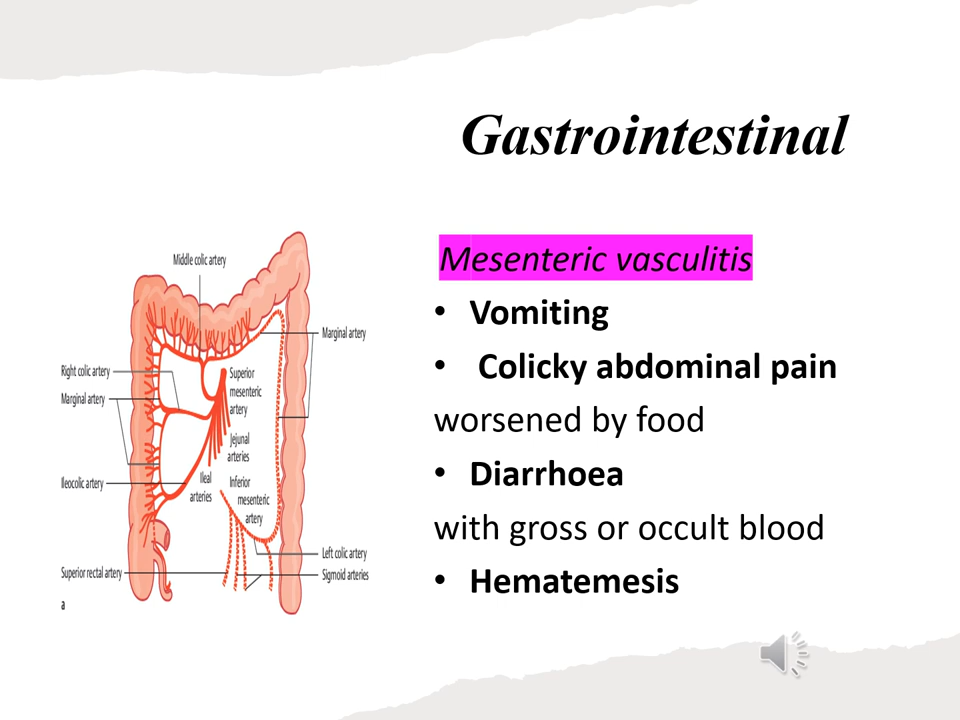 Gastrointestinal
Mesenteric vasculitis
• Vomiting
• Colicky abdominal pain
worsened by food
• Diarrhoea
with gross or occult blood
• Hematemesis
Middle colic artery
Marginal artery
Right colic artery
Marginal artery
Superior
mesenteric
artery
Jejunal
arteries
Ileocolic artery
Ileal
arteries
Inferior
mesenteric
artery
Left colic artery
Superior rectal artery
Sigmoid arteries
a